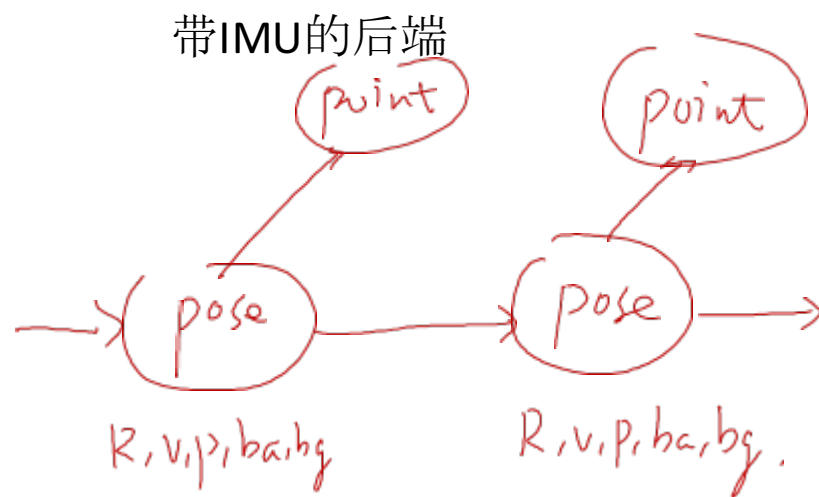 带IMU的后端
point
point
pose
pose
R,v,p,ba,bg
R,v,p,ba,bg.